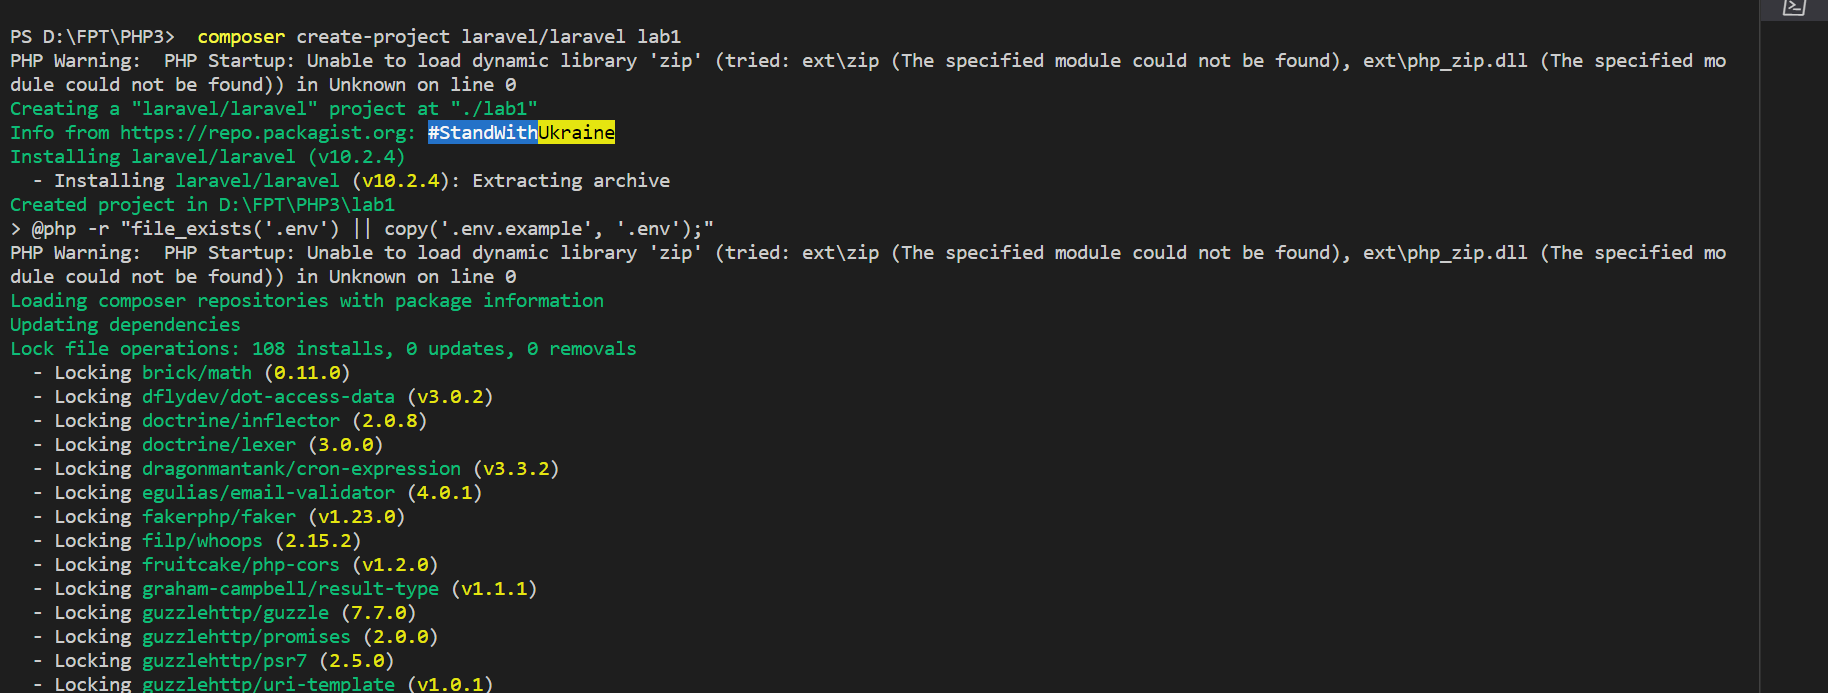 PS D:\FPT\PHP3>  composer create-project laravel/laravel lab1
PHP Warning:  PHP Startup: Unable to load dynamic library 'zip' (tried: ext\zip (The specified module could not be found), ext\php_zip.dll (The specified mo
dule could not be found)) in Unknown on line 0
Creating a "laravel/laravel" project at "./lab1"
Info from https://repo.packagist.org: #StandWithUkraine
Installing laravel/laravel (v10.2.4)
  - Installing laravel/laravel (v10.2.4): Extracting archive
Created project in D:\FPT\PHP3\lab1
> @php -r "file_exists('.env') || copy('.env.example', '.env');"
PHP Warning:  PHP Startup: Unable to load dynamic library 'zip' (tried: ext\zip (The specified module could not be found), ext\php_zip.dll (The specified mo
dule could not be found)) in Unknown on line 0
Loading composer repositories with package information
Updating dependencies
Lock file operations: 108 installs, 0 updates, 0 removals
  - Locking brick/math (0.11.0)
  - Locking dflydev/dot-access-data (v3.0.2)
  - Locking doctrine/inflector (2.0.8)
  - Locking doctrine/lexer (3.0.0)
  - Locking dragonmantank/cron-expression (v3.3.2)
  - Locking egulias/email-validator (4.0.1)
  - Locking fakerphp/faker (v1.23.0)
  - Locking filp/whoops (2.15.2)
  - Locking fruitcake/php-cors (v1.2.0)
  - Locking graham-campbell/result-type (v1.1.1)
  - Locking guzzlehttp/guzzle (7.7.0)
  - Locking guzzlehttp/promises (2.0.0)
  - Locking guzzlehttp/psr7 (2.5.0)
  - Locking guzzlehttp/uri-template (v1.0.1)